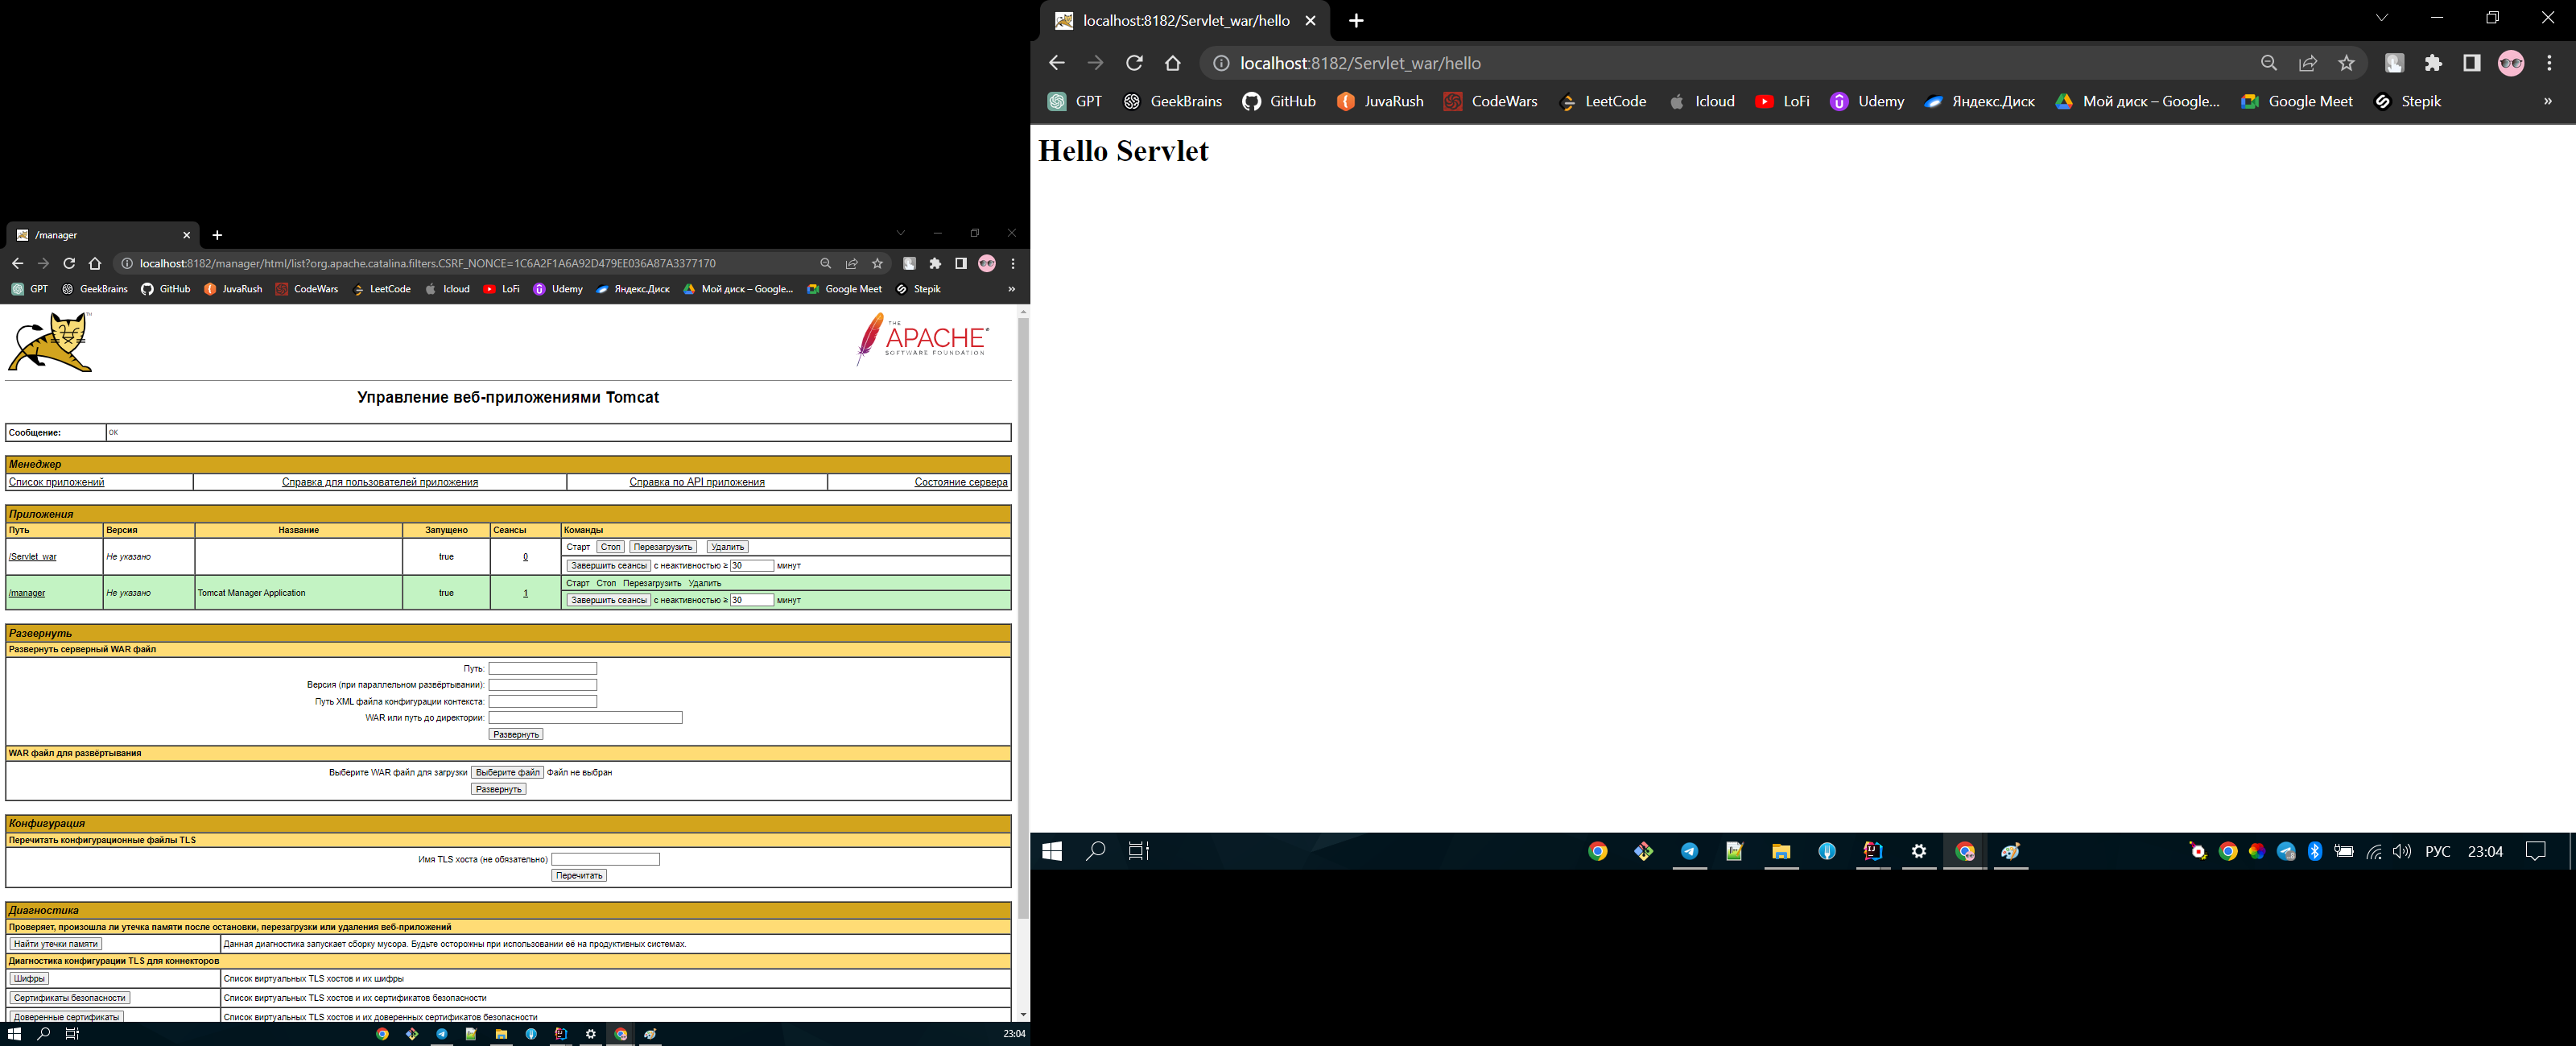 /manager
localhost:8182/manager/html/list?org.apache.catalina.filters.CSRF_NONCE=1C6A2F1A6A92D479EE036A87A3377170
GPT GeekBrains GitHub JuvaRush CodeWars LeetCode Icloud LoFi Udemy Яндекс.Диск Мой диск – Google... Google Meet Stepik »
THE
APACHE
SOFTWARE FOUNDATION
Управление веб-приложениями Tomcat
Сообщение: OK
Менеджер
Список приложений Справка для пользователей приложения Справка по API приложения Состояние сервера
Приложения
Путь Версия Название Запущено Сеансы Команды
/Servlet_war Не указано true 0 Старт Стоп Перезагрузить Удалить
Завершить сеансы с неактивностью ≥ 30 минут
/manager Не указано Tomcat Manager Application true 1 Старт Стоп Перезагрузить Удалить
Завершить сеансы с неактивностью ≥ 30 минут
Развернуть
Развернуть серверный WAR файл
Путь:
Версия (при параллельном развёртывании):
Путь XML файла конфигурации контекста:
WAR или путь до директории:
Развернуть
WAR файл для развёртывания
Выберите WAR файл для загрузки Выберите файл Файл не выбран
Развернуть
Конфигурация
Перечитать конфигурационные файлы TLS
Имя TLS хоста (не обязательно)
Перечитать
Диагностика
Проверяет, произошла ли утечка памяти после остановки, перезагрузки или удаления веб-приложений
Найти утечки памяти Данная диагностика запускает сборку мусора. Будьте осторожны при использовании её на продуктивных системах.
Диагностика конфигурации TLS для коннекторов
Шифры Список виртуальных TLS хостов и их шифры
Сертификаты безопасности Список виртуальных TLS хостов и их сертификатов безопасности
Доверенные сертификаты Список виртуальных TLS хостов и их доверенных сертификатов безопасности
23:04
localhost:8182/Servlet_war/hello
localhost:8182/Servlet_war/hello
GPT GeekBrains GitHub JuvaRush CodeWars LeetCode Icloud LoFi Udemy Яндекс.Диск Мой диск – Google... Google Meet Stepik »
Hello Servlet
РУС 23:04